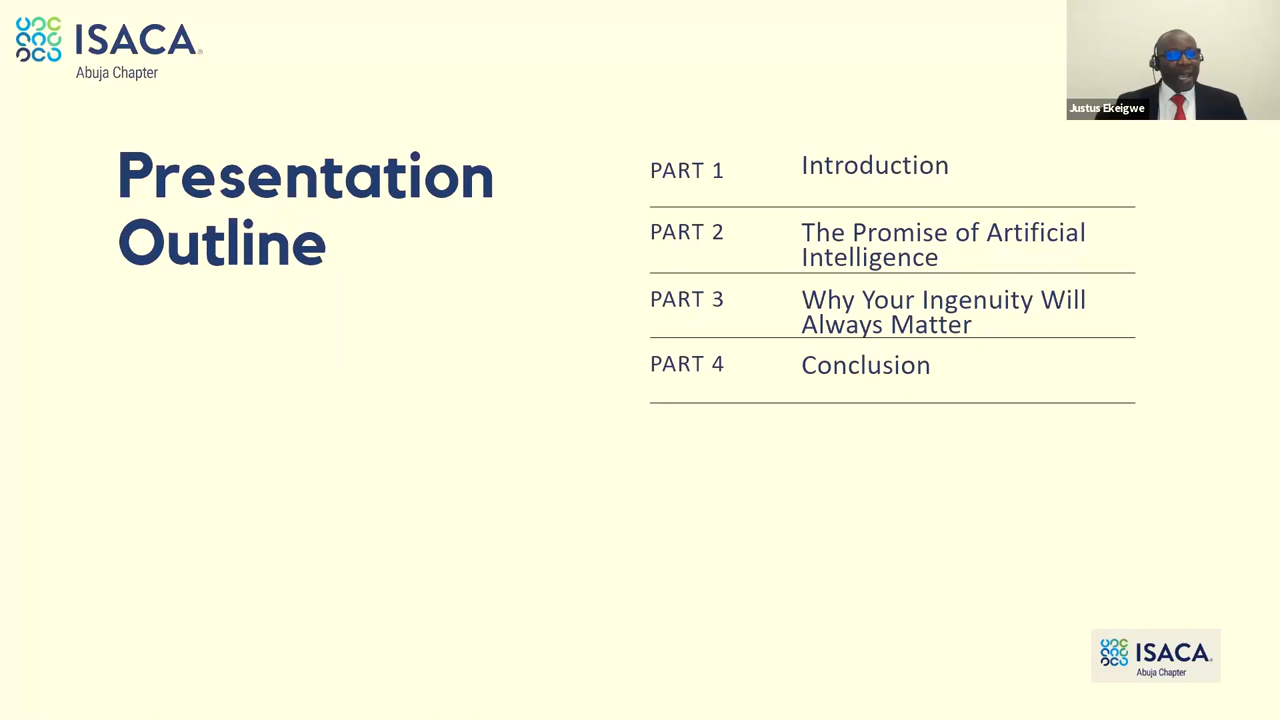 ISACA®
Abuja Chapter
Justus Ekeigwe
Presentation
Outline
PART 1 Introduction
PART 2 The Promise of Artificial
Intelligence
PART 3 Why Your Ingenuity Will
Always Matter
PART 4 Conclusion
ISACA®
Abuja Chapter